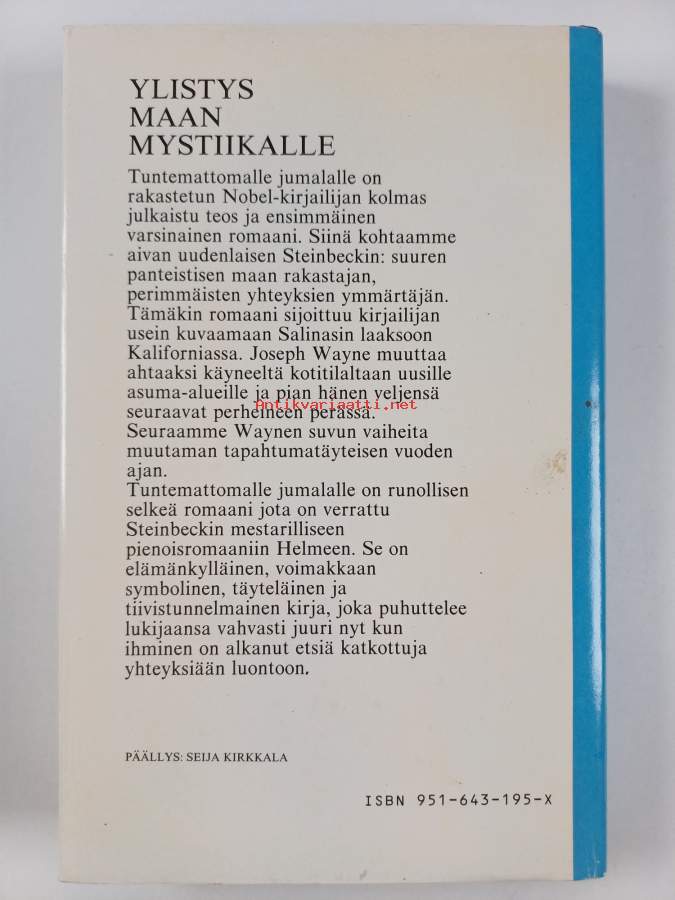 YLISTYS
MAAN
MYSTIIKALLE
Tuntemattomalle jumalalle on
rakastetun Nobel-kirjailijan kolmas
julkaistu teos ja ensimmäinen
varsinainen romaani. Siinä kohtaamme
aivan uudenlaisen Steinbeckin: suuren
panteistisen maan rakastajan,
perimmäisten yhteyksien ymmärtäjän.
Tämäkin romaani sijoittuu kirjailijan
usein kuvaamaan Salinasin laaksoon
Kaliforniassa. Joseph Wayne muuttaa
ahtaaksi käyneeltä kotitilaltaan uusille
asuma-alueille ja pian hänen veljensä
seuraavat perheineen perässä.
Antikvariaatti.net
Seuraamme Waynen suvun vaiheita
muutaman tapahtumatäyteisen vuoden
ajan.
Tuntemattomalle jumalalle on runollisen
selkeä romaani jota on verrattu
Steinbeckin mestarilliseen
pienoisromaaniin Helmeen. Se on
elämänkylläinen, voimakkaan
symbolinen, täyteläinen ja
tiivistunnelmainen kirja, joka puhuttelee
lukijaansa vahvasti juuri nyt kun
ihminen on alkanut etsiä katkottuja
yhteyksiään luontoon.
PÄÄLLYS: SEIJA KIRKKALA
ISBN 951-643-195-X